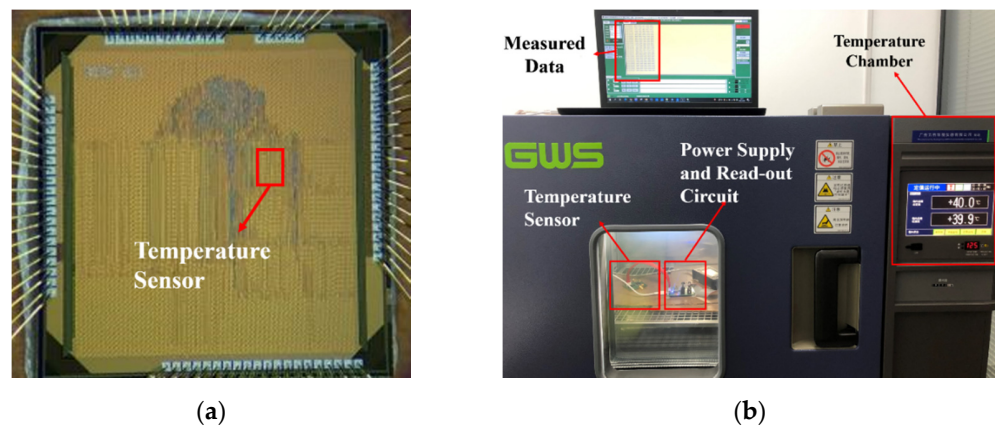 Temperature
Sensor
Measured
Data
Temperature
Chamber
GWS
Power Supply
and Read-out
Circuit
Temperature
Sensor
+40.0
+39.9
125
(a)
(b)